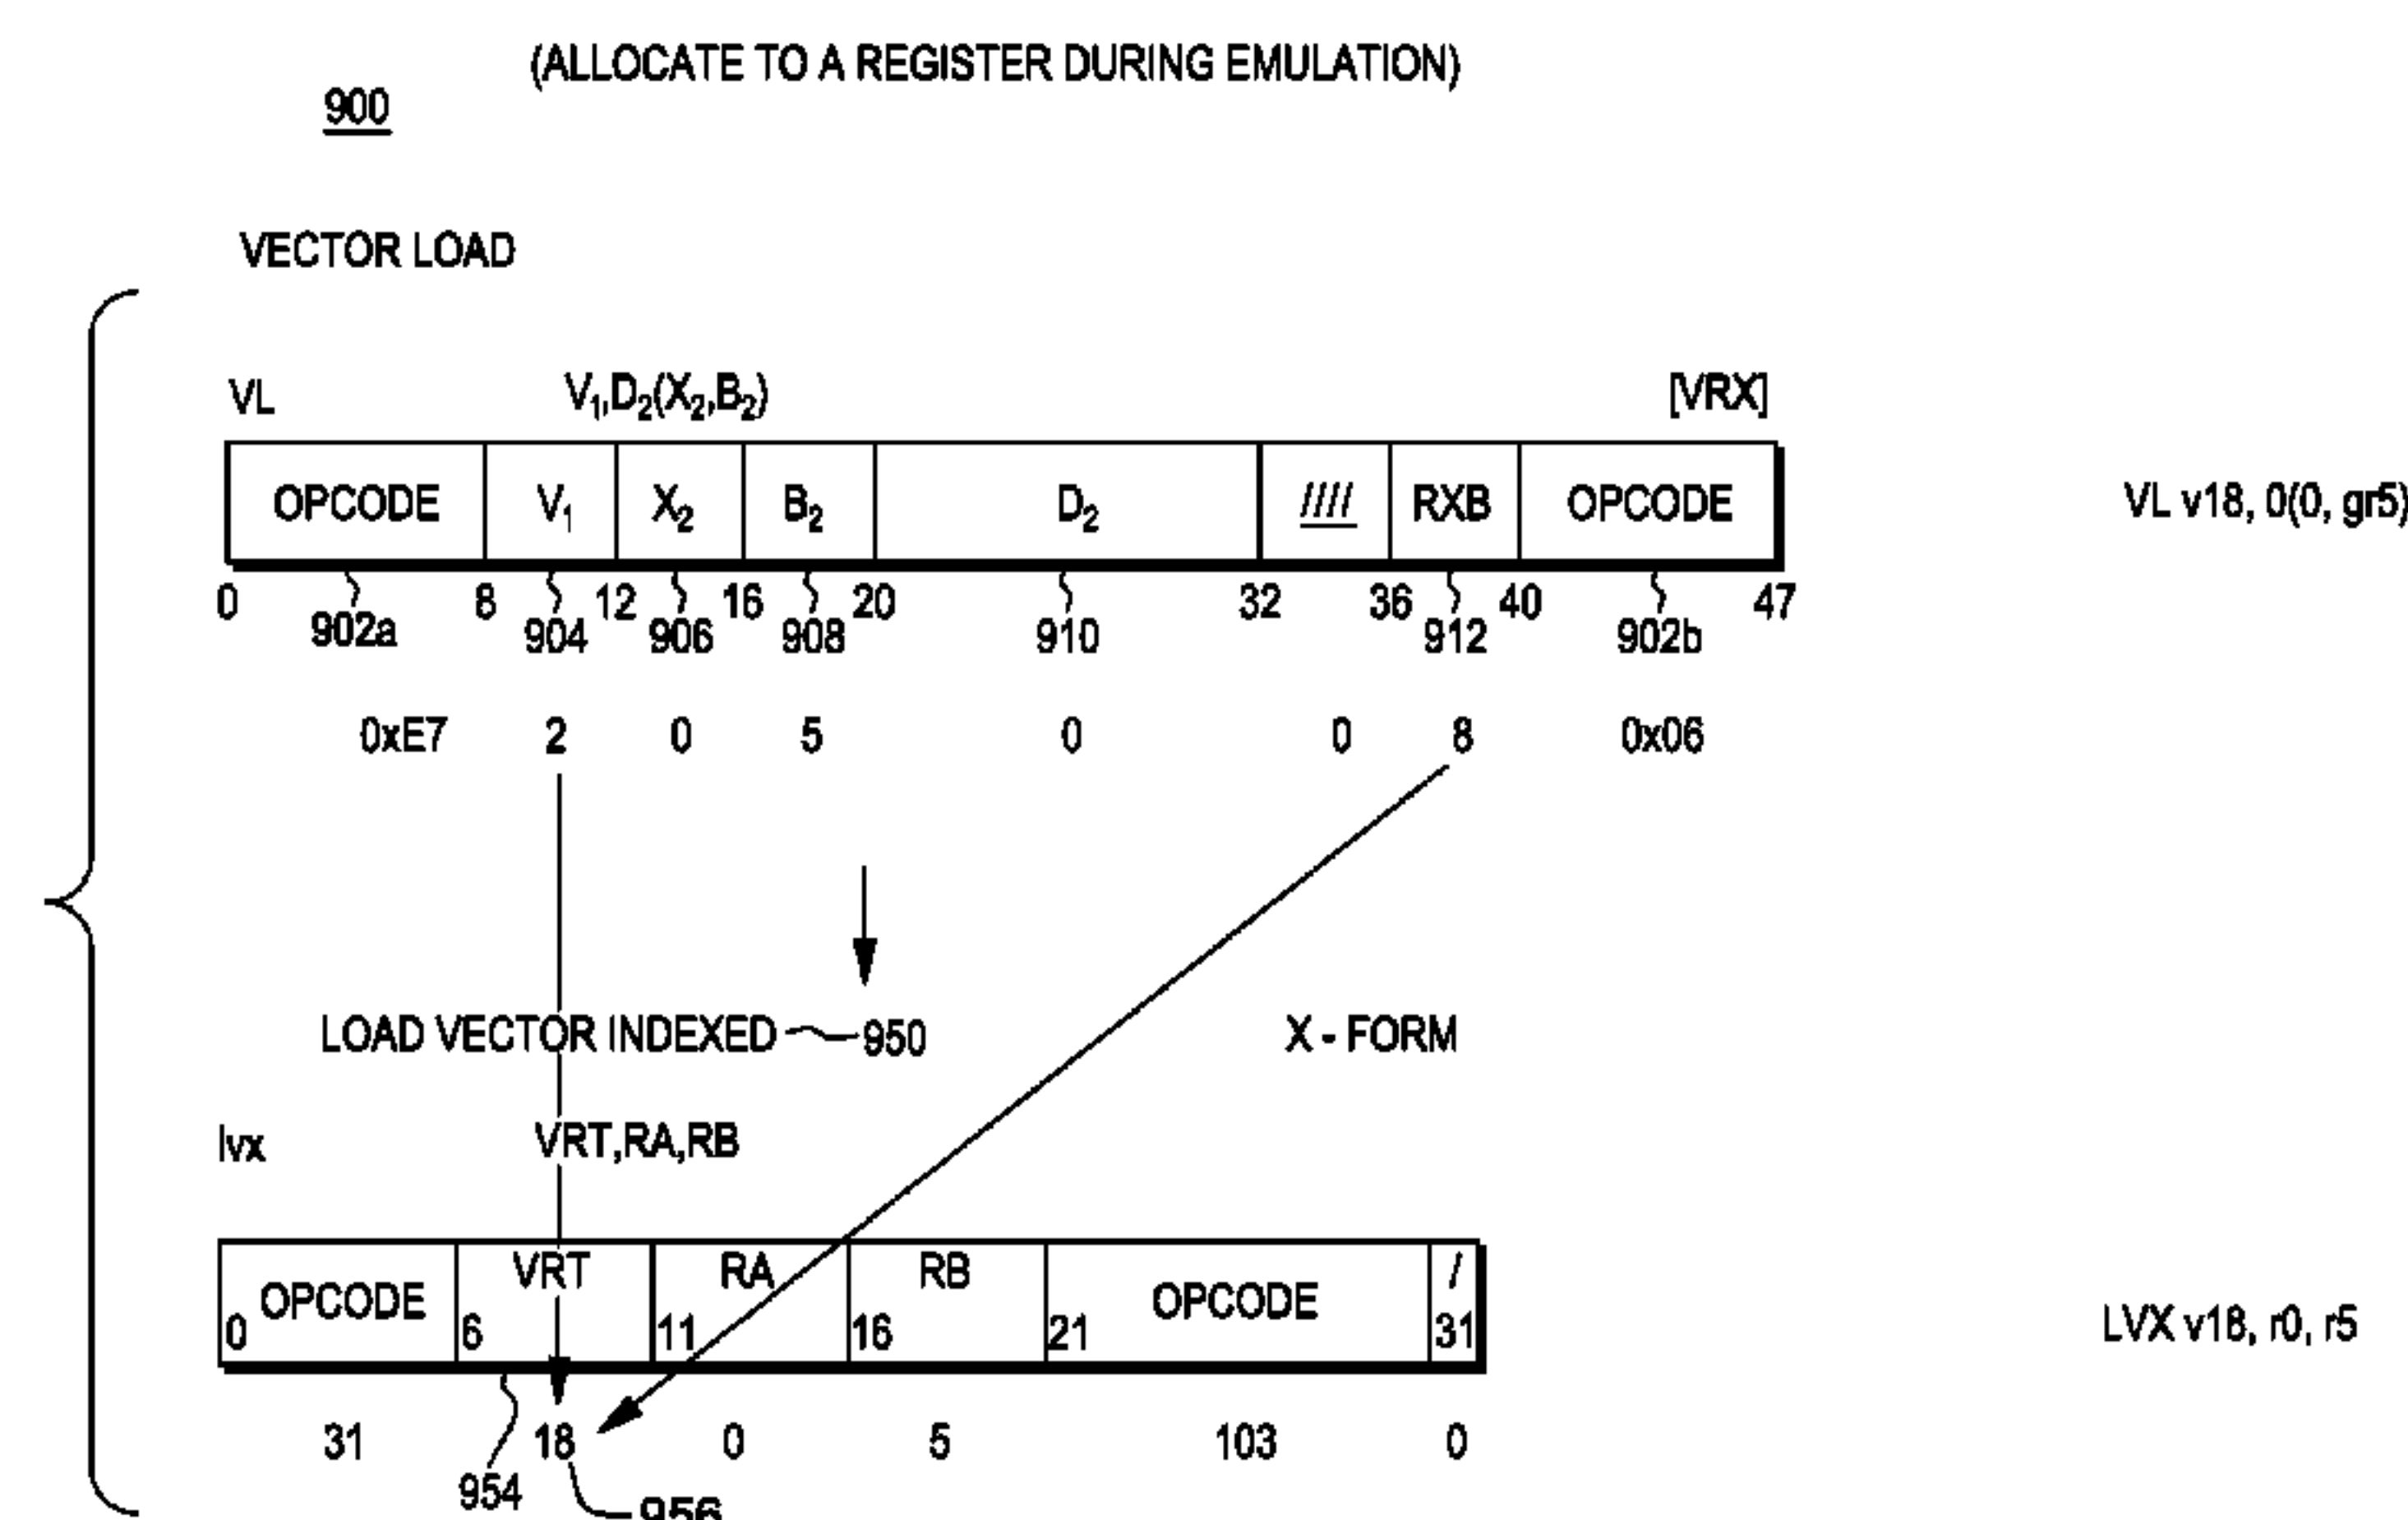 (ALLOCATE TO A REGISTER DURING EMULATION)
900
VECTOR LOAD
VL V₁,D₂(X₂,B₂) [VRX]
OPCODE V₁ X₂ B₂ D₂ //// RXB OPCODE VL v18, 0(0, gr5)
0 8 12 16 20 32 36 40 47
902a 904 906 908 910 912 902b
0xE7 2 0 5 0 0 8 0x06
LOAD VECTOR INDEXED 950 X - FORM
lvx VRT,RA,RB
VRT RA RB /
OPCODE OPCODE
0 6 11 16 21 31 LVX v18, r0, r5
31 18 0 5 103 0
954
956